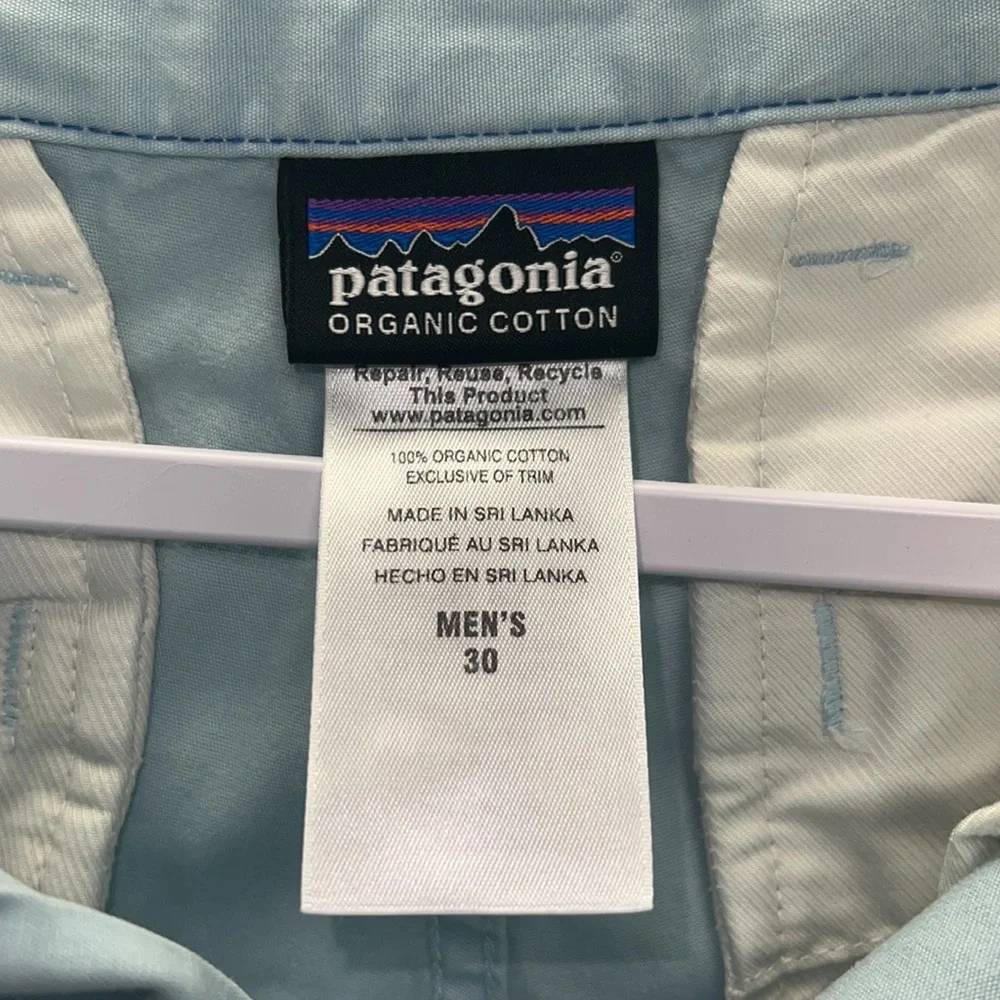 patagonia®
ORGANIC COTTON
Repair, Reuse, Recycle
This Product
www.patagonia.com
100% ORGANIC COTTON
EXCLUSIVE OF TRIM
MADE IN SRI LANKA
FABRIQUÉ AU SRI LANKA
HECHO EN SRI LANKA
MEN'S
30